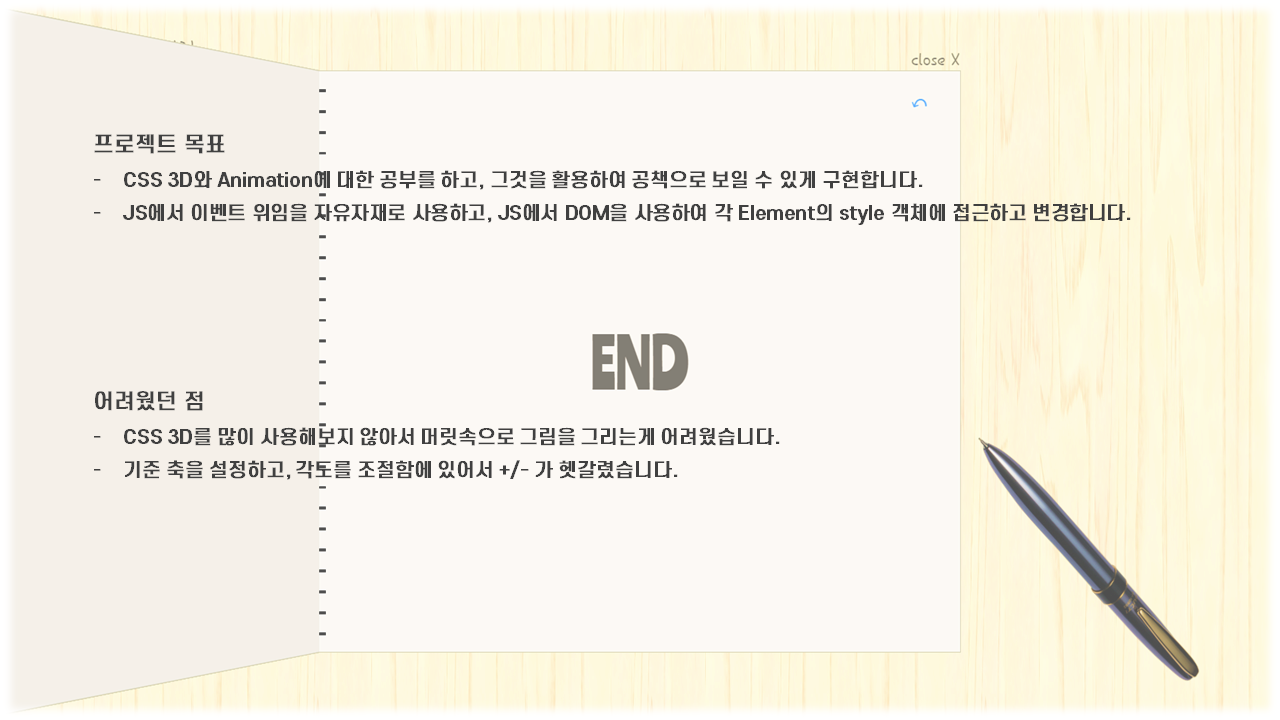 close X
프로젝트 목표
- CSS 3D와 Animation에 대한 공부를 하고, 그것을 활용하여 공책으로 보일 수 있게 구현합니다.
- JS에서 이벤트 위임을 자유자재로 사용하고, JS에서 DOM을 사용하여 각 Element의 style 객체에 접근하고 변경합니다.
END
어려웠던 점
- CSS 3D를 많이 사용해보지 않아서 머릿속으로 그림을 그리는게 어려웠습니다.
- 기준 축을 설정하고, 각도를 조절함에 있어서 +/- 가 헷갈렸습니다.